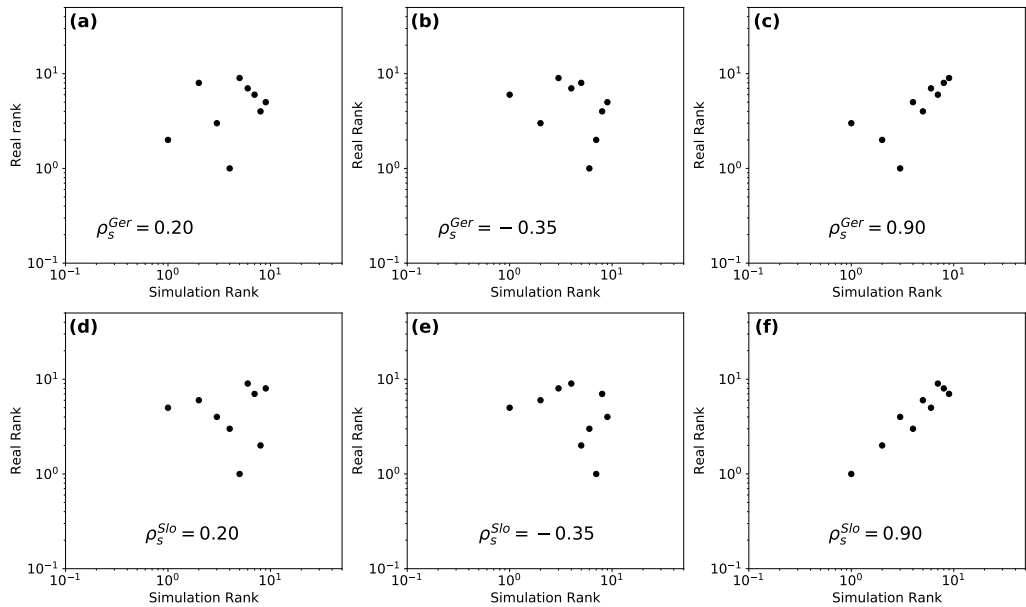 (a)
Real rank
10^1
10^0
10^{-1}
ρ_s^{Ger} = 0.20
10^{-1} 10^0 10^1
Simulation Rank
(b)
Real Rank
10^1
10^0
10^{-1}
ρ_s^{Ger} = −0.35
10^{-1} 10^0 10^1
Simulation Rank
(c)
Real Rank
10^1
10^0
10^{-1}
ρ_s^{Ger} = 0.90
10^{-1} 10^0 10^1
Simulation Rank
(d)
Real Rank
10^1
10^0
10^{-1}
ρ_s^{Slo} = 0.20
10^{-1} 10^0 10^1
Simulation Rank
(e)
Real Rank
10^1
10^0
10^{-1}
ρ_s^{Slo} = −0.35
10^{-1} 10^0 10^1
Simulation Rank
(f)
Real Rank
10^1
10^0
10^{-1}
ρ_s^{Slo} = 0.90
10^{-1} 10^0 10^1
Simulation Rank